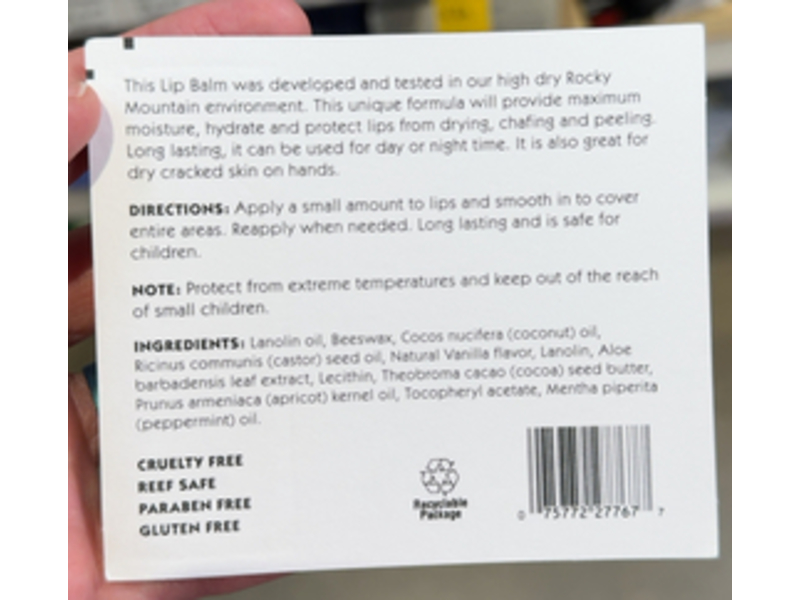 This Lip Balm was developed and tested in our high dry Rocky
Mountain environment. This unique formula will provide maximum
moisture, hydrate and protect lips from drying, chafing and peeling.
Long lasting, it can be used for day or night time. It is also great for
dry cracked skin on hands.
DIRECTIONS: Apply a small amount to lips and smooth in to cover
entire areas. Reapply when needed. Long lasting and is safe for
children.
NOTE: Protect from extreme temperatures and keep out of the reach
of small children.
INGREDIENTS: Lanolin oil, Beeswax, Cocos nucifera (coconut) oil,
Ricinus communis (castor) seed oil, Natural Vanilla flavor, Lanolin, Aloe
barbadensis leaf extract, Lecithin, Theobroma cacao (cocoa) seed butter,
Prunus armeniaca (apricot) kernel oil, Tocopheryl acetate, Mentha piperita
(peppermint) oil.
CRUELTY FREE
REEF SAFE
PARABEN FREE
GLUTEN FREE
Recyclable
Package
0 75772 27767 7